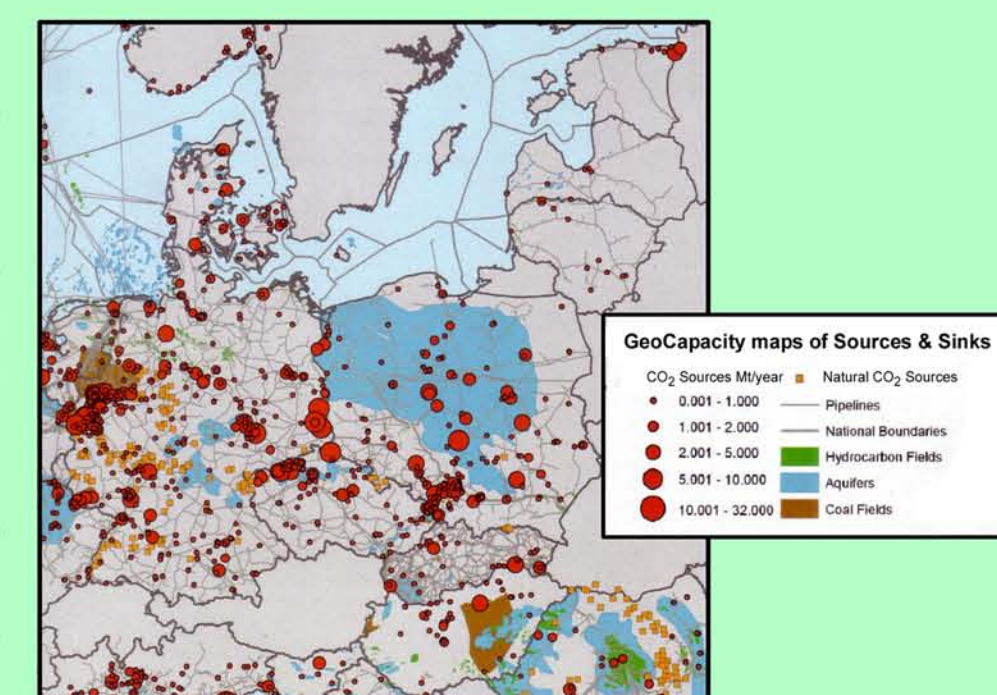 GeoCapacity maps of Sources & Sinks
CO2 Sources Mt/year
0.001 - 1.000
1.001 - 2.000
2.001 - 5.000
5.001 - 10.000
10.001 - 32.000
Natural CO2 Sources
Pipelines
National Boundaries
Hydrocarbon Fields
Aquifers
Coal Fields